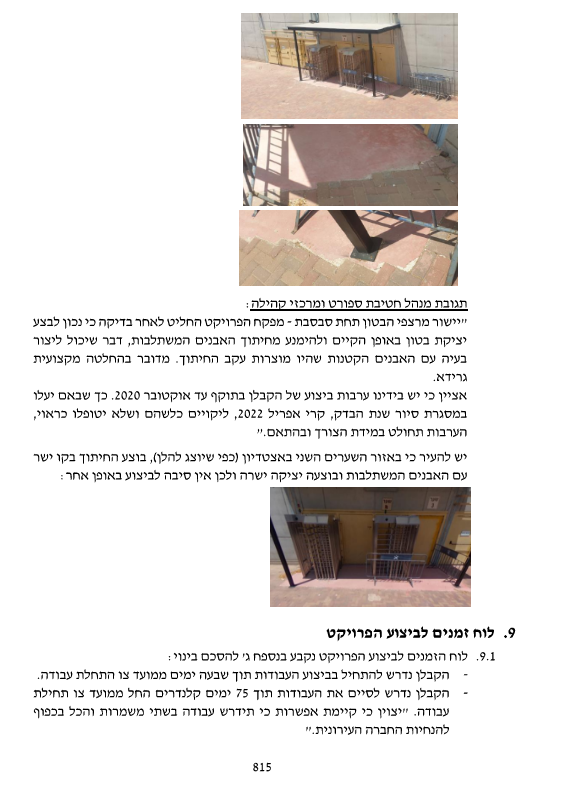 תגובת מנהל חטיבת ספורט ומרכזי קהילה:
"יישור מרצפי הבטון תחת סבסבת - מפקח הפרויקט החליט לאחר בדיקה כי נכון לבצע
יציקת בטון באופן הקיים ולהימנע מחיתוך האבנים המשתלבות, דבר שיכול ליצור
בעיה עם האבנים הקטנות שהיו מוצרות עקב החיתוך. מדובר בהחלטה מקצועית
גרידא.
אציין כי יש בידינו ערבות ביצוע של הקבלן בתוקף עד אוקטובר 2020. כך שבאם יעלו
במסגרת סיור שנת הבדק, קרי אפריל 2022, ליקויים כלשהם ושלא יטופלו כראוי,
הערבות תחולט במידת הצורך ובהתאם."
יש להעיר כי באזור השערים השני באצטדיון (כפי שיוצג להלן), בוצע החיתוך בקו ישר
עם האבנים המשתלבות ובוצעה יציקה ישרה ולכן אין סיבה לביצוע באופן אחר:
9. לוח זמנים לביצוע הפרויקט
9.1 לוח הזמנים לביצוע הפרויקט נקבע בנספח ג' להסכם בינוי:
- הקבלן נדרש להתחיל בביצוע העבודות תוך שבעה ימים ממועד צו התחלת עבודה.
- הקבלן נדרש לסיים את העבודות תוך 75 ימים קלנדרים החל ממועד צו תחילת
עבודה. "יצוין כי קיימת אפשרות כי תידרש עבודה בשתי משמרות והכל בכפוף
להנחיות החברה העירונית."
815